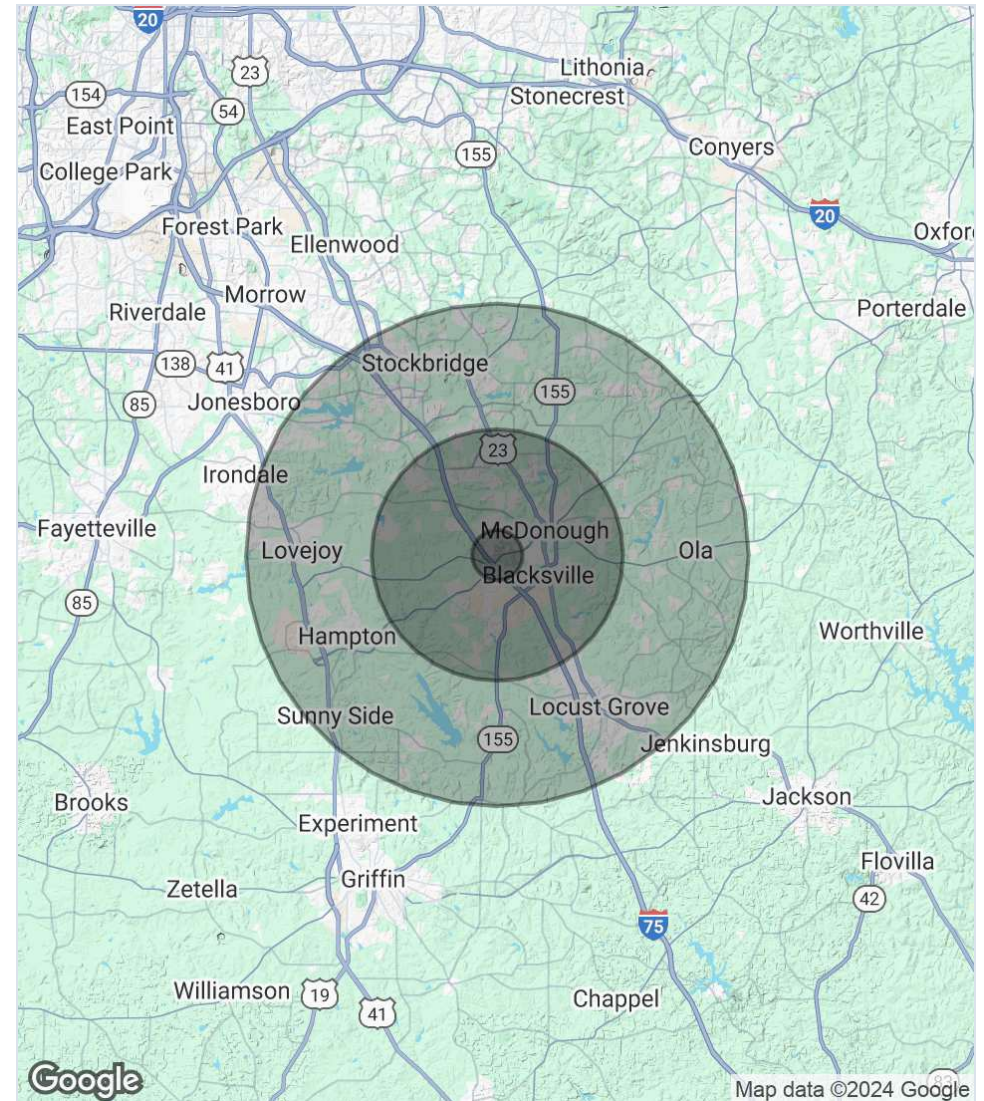 20
23
Lithonia
Stonecrest
154
54
East Point
155
Conyers
College Park
20
Forest Park
Ellenwood
Oxfor
Morrow
Riverdale
Porterdale
Stockbridge
138
41
155
85
Jonesboro
23
Irondale
Fayetteville
McDonough
Lovejoy
Ola
Blacksville
85
Hampton
Worthville
Locust Grove
Sunny Side
155
Jenkinsburg
Brooks
Jackson
Experiment
Flovilla
Griffin
Zetella
42
75
Williamson
19
Chappel
41
Google
83
Map data ©2024 Google